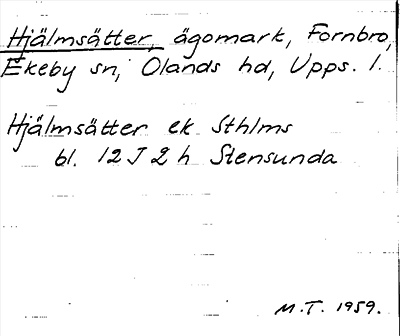 Hjälmsätter, ägomark, Fornbro,
Ekeby sn, Olands hd, Upps. l.
Hjälmsätter ek Sthlms
bl. 12 J 2 h Stensunda
M.T. 1959.